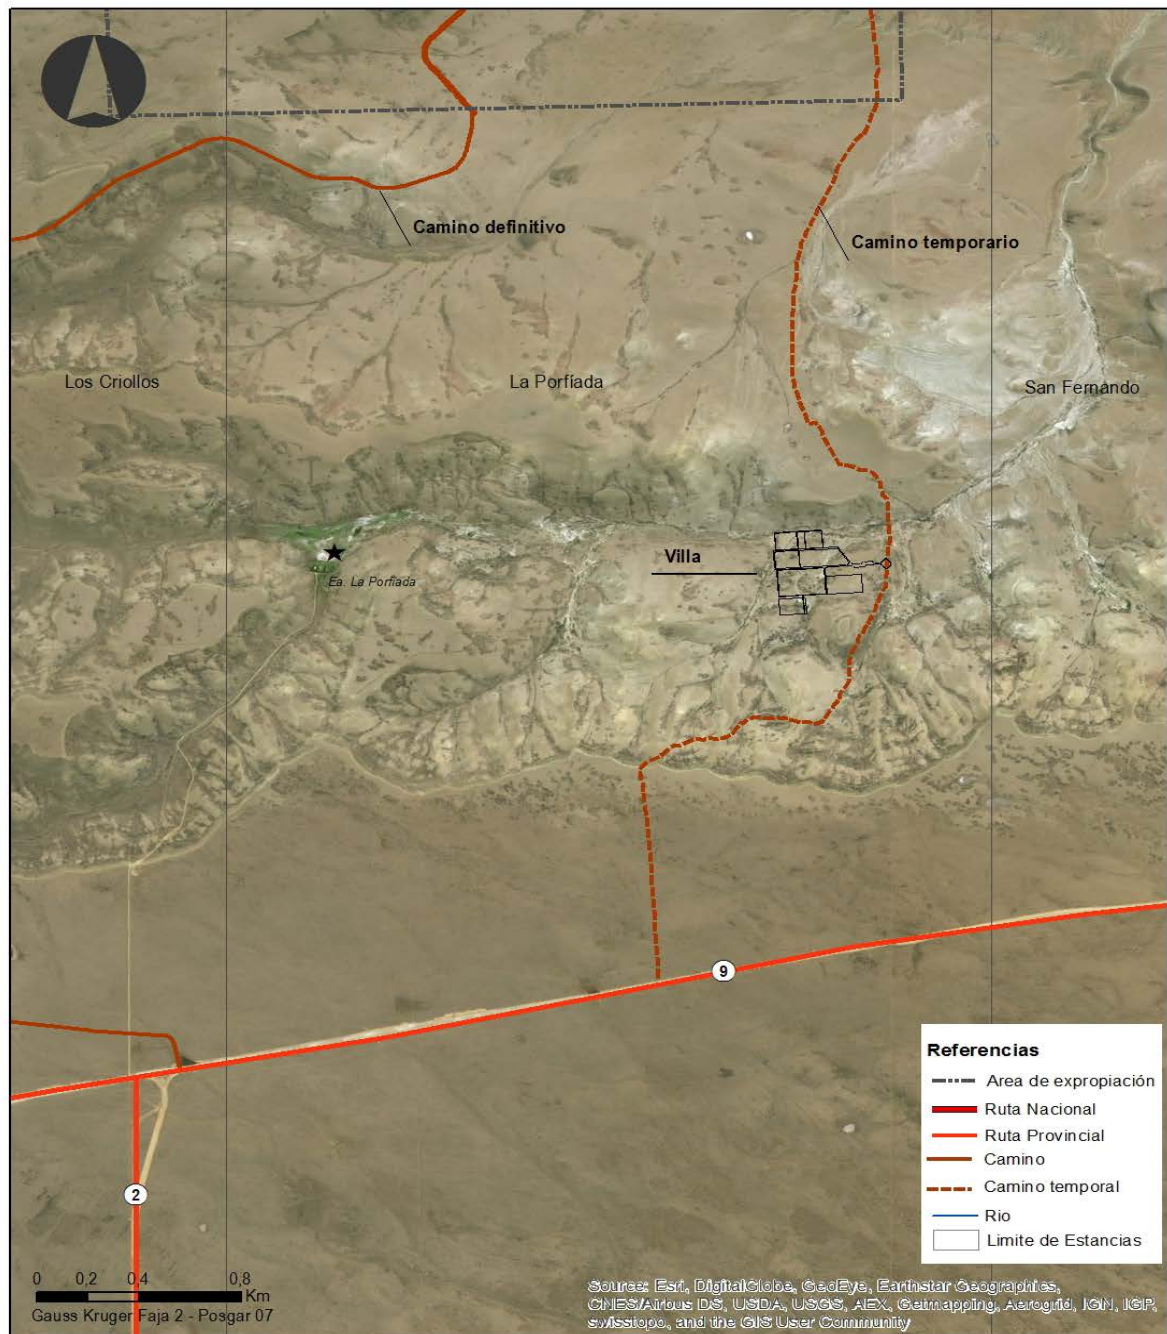 Camino definitivo
Camino temporario
Los Criollos
La Porfíada
San Fernando
Villa
Ea. La Porfíada
9
2
Referencias
Area de expropiación
Ruta Nacional
Ruta Provincial
Camino
Camino temporal
Rio
Limite de Estancias
0 0,2 0,4 0,8
Km
Gauss Kruger Faja 2 - Posgar 07
Source: Esri, DigitalGlobe, GeoEye, Earthstar Geographics,
CNES/Airbus DS, USDA, USGS, AEX, Getmapping, Aerogrid, IGN, IGP,
swisstopo, and the GIS User Community